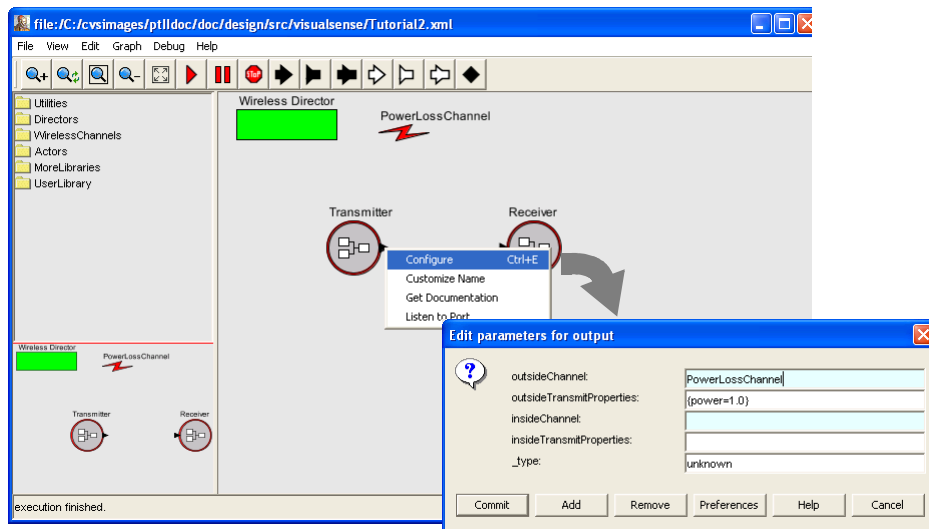 file:/C:/cvsimages/ptIIdoc/doc/design/src/visualsense/Tutorial2.xml
File View Edit Graph Debug Help
STOP
Utilities
Directors
WirelessChannels
Actors
MoreLibraries
UserLibrary
Wireless Director
PowerLossChannel
Transmitter
Receiver
Configure Ctrl+E
Customize Name
Get Documentation
Listen to Port
Wireless Director
PowerLossChannel
Transmitter
Receiver
execution finished.
Edit parameters for output
outsideChannel: PowerLossChannel
outsideTransmitProperties: {power=1.0}
insideChannel:
insideTransmitProperties:
_type: unknown
Commit Add Remove Preferences Help Cancel